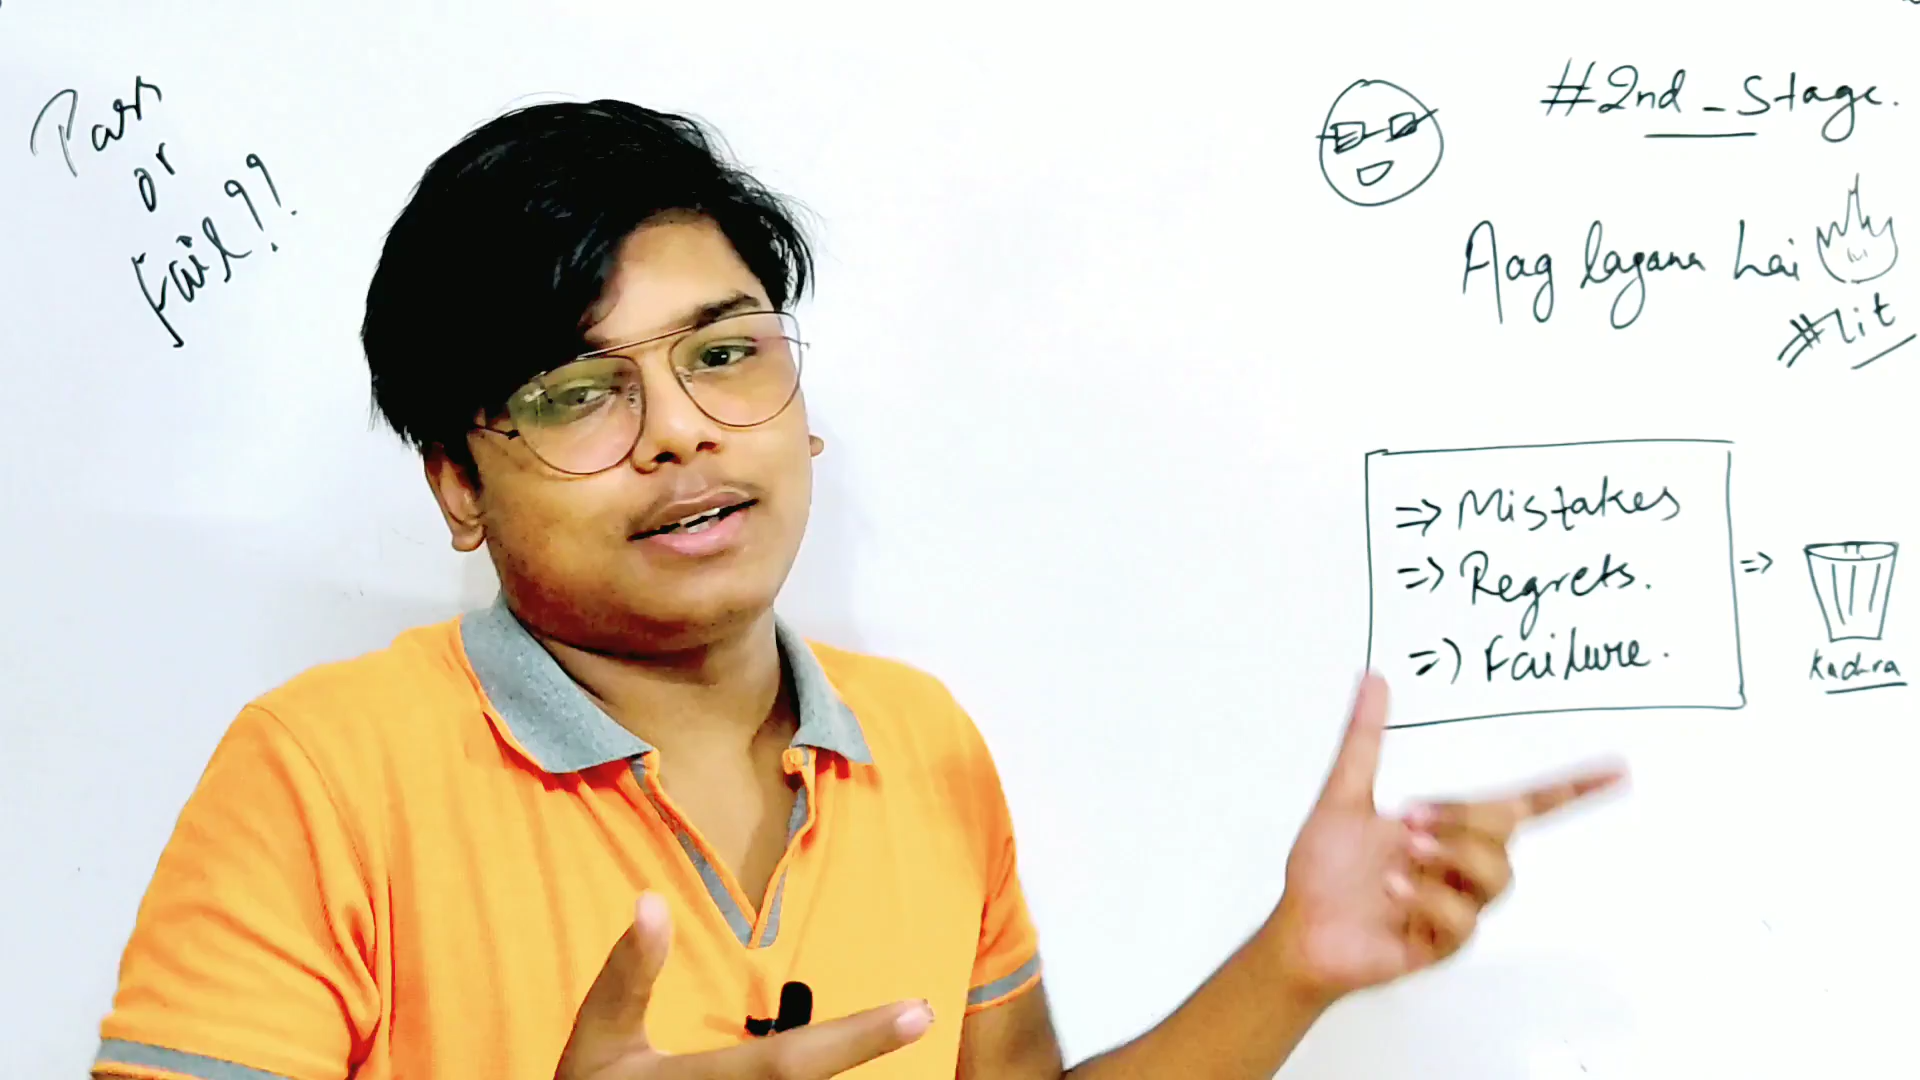 Pass
or
Fail??
#2nd_Stage.
Aag lagana hai
#lit
=> Mistakes
=> Regrets.
=> Failure.
=>
Kachra